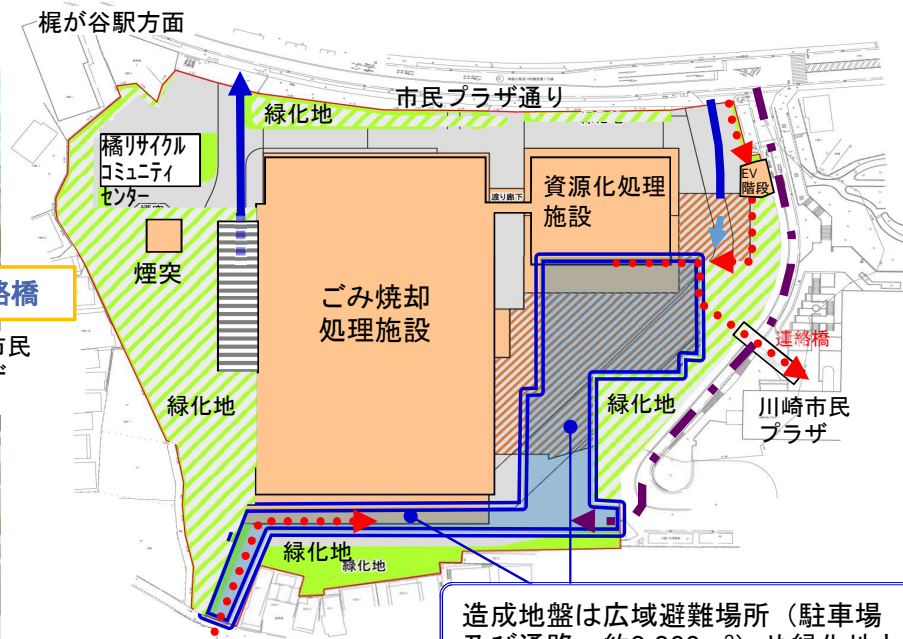 梶が谷駅方面
市民プラザ通り
緑化地
橘リサイクル
コミュニティ
センター
渡り廊下
資源化処理
施設
EV
階段
煙突
ごみ焼却
処理施設
絡橋
市民
ザ
連絡橋
緑化地
緑化地
川崎市民
プラザ
緑化地
緑化地
造成地盤は広域避難場所（駐車場